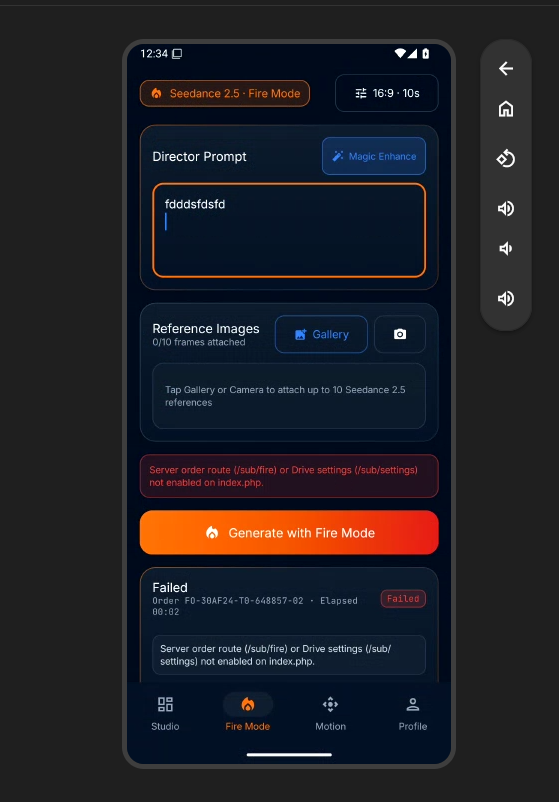 12:34
Seedance 2.5 · Fire Mode
16:9 · 10s
Director Prompt
Magic Enhance
fdddsfdsfd
Reference Images
0/10 frames attached
Gallery
Tap Gallery or Camera to attach up to 10 Seedance 2.5
references
Server order route (/sub/fire) or Drive settings (/sub/settings)
not enabled on index.php.
Generate with Fire Mode
Failed
Order FO-30AF24-T0-648857-02 · Elapsed
00:02
Failed
Server order route (/sub/fire) or Drive settings (/sub/
settings) not enabled on index.php.
Studio
Fire Mode
Motion
Profile